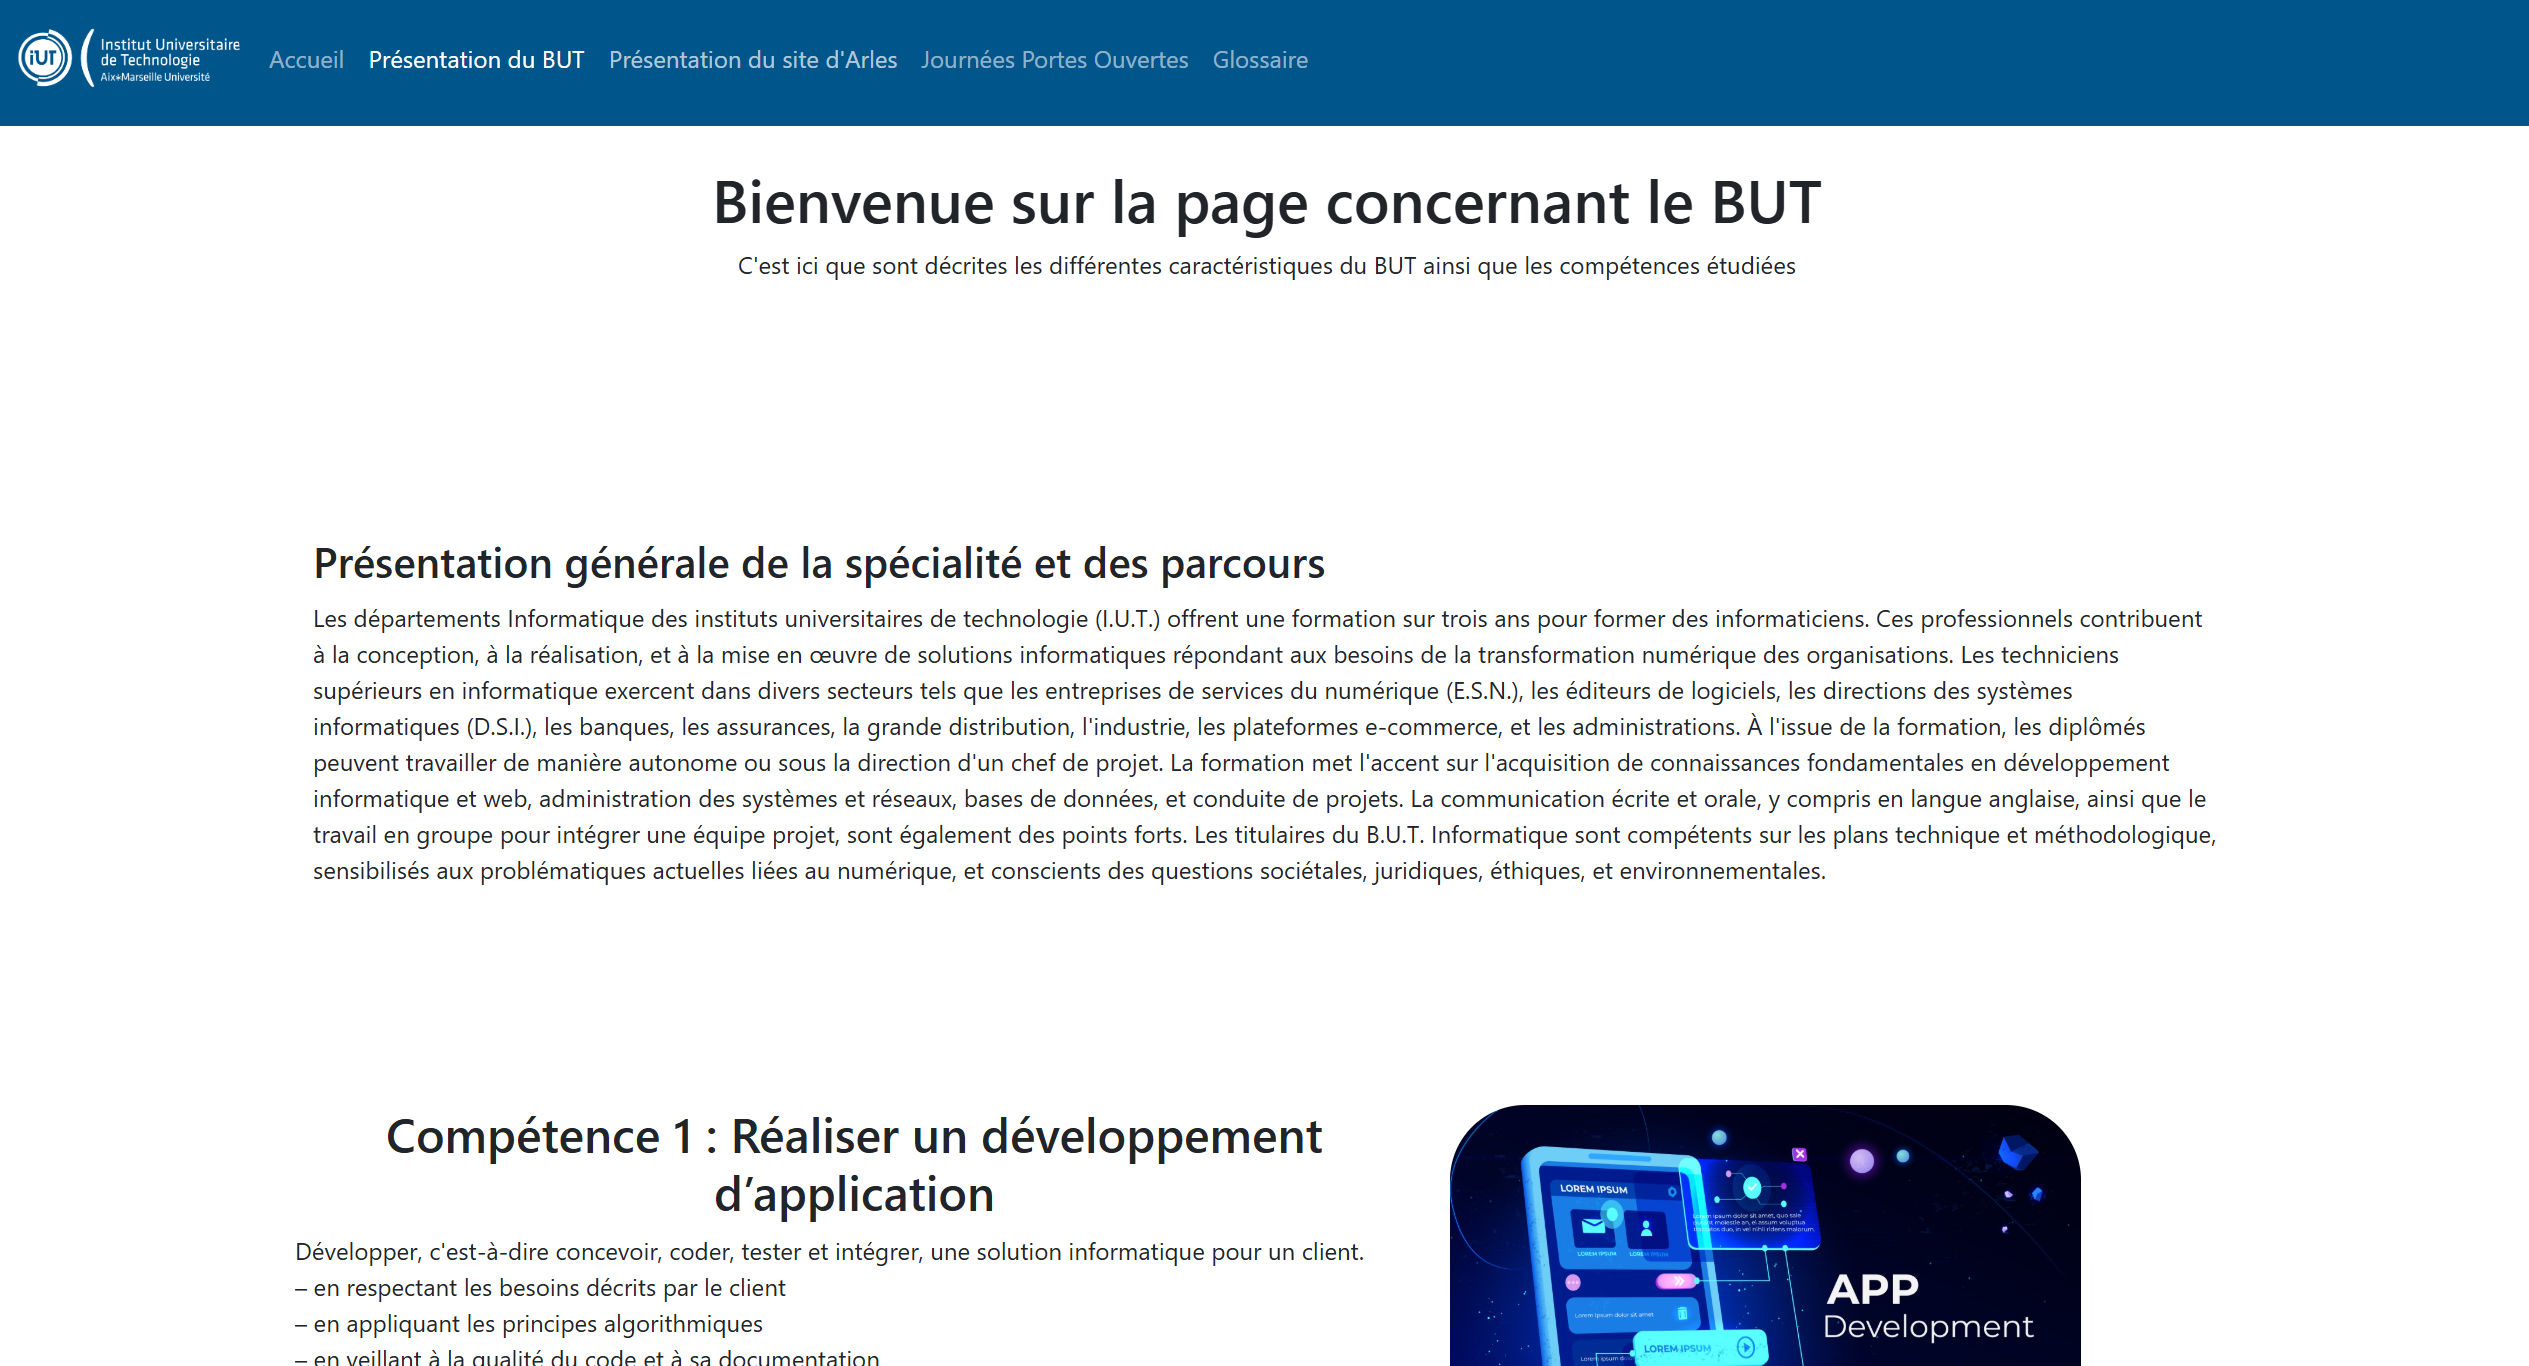 iUT
Institut Universitaire
de Technologie
Aix*Marseille Université
Accueil
Présentation du BUT
Présentation du site d'Arles
Journées Portes Ouvertes
Glossaire
Bienvenue sur la page concernant le BUT
C'est ici que sont décrites les différentes caractéristiques du BUT ainsi que les compétences étudiées
Présentation générale de la spécialité et des parcours
Les départements Informatique des instituts universitaires de technologie (I.U.T.) offrent une formation sur trois ans pour former des informaticiens. Ces professionnels contribuent
à la conception, à la réalisation, et à la mise en œuvre de solutions informatiques répondant aux besoins de la transformation numérique des organisations. Les techniciens
supérieurs en informatique exercent dans divers secteurs tels que les entreprises de services du numérique (E.S.N.), les éditeurs de logiciels, les directions des systèmes
informatiques (D.S.I.), les banques, les assurances, la grande distribution, l'industrie, les plateformes e-commerce, et les administrations. À l'issue de la formation, les diplômés
peuvent travailler de manière autonome ou sous la direction d'un chef de projet. La formation met l'accent sur l'acquisition de connaissances fondamentales en développement
informatique et web, administration des systèmes et réseaux, bases de données, et conduite de projets. La communication écrite et orale, y compris en langue anglaise, ainsi que le
travail en groupe pour intégrer une équipe projet, sont également des points forts. Les titulaires du B.U.T. Informatique sont compétents sur les plans technique et méthodologique,
sensibilisés aux problématiques actuelles liées au numérique, et conscients des questions sociétales, juridiques, éthiques, et environnementales.
Compétence 1 : Réaliser un développement
d’application
Développer, c'est-à-dire concevoir, coder, tester et intégrer, une solution informatique pour un client.
– en respectant les besoins décrits par le client
– en appliquant les principes algorithmiques
– en veillant à la qualité du code et à sa documentation
LOREM IPSUM
LOREM IPSUM
LOREM IPSUM
Lorem ipsum dolor sit amet
LOREM IPSUM
APP
Development